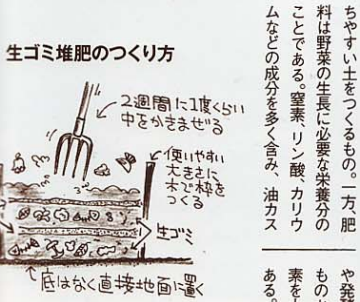 ちやすい土をつくるもの。一方、肥
料は野菜の生長に必要な栄養分の
ことである。窒素、リン酸、カリウ
ムなどの成分を多く含み、油カス
や発
もの
素を
ある。
生ゴミ堆肥のつくり方
2週間に1度くらい
中をかきまぜる
使いやすい
大きさに
木で枠を
つくる
生ゴミ
底はなく直接地面に置く